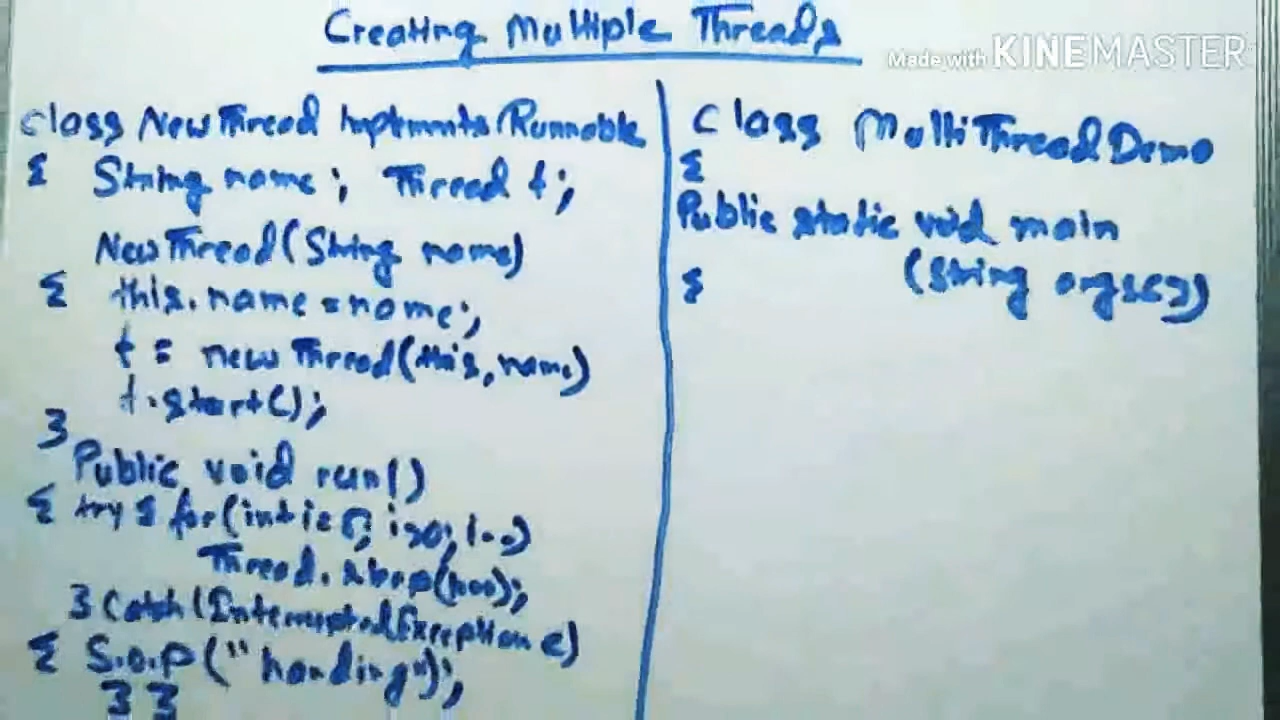 Creating Multiple Threads
Made with KINEMASTER
class NewThread Implements Runnable
{ String name; Thread t;
NewThread(String name)
{ this.name = name;
t = new Thread(this, name)
t.start();
}
Public void run()
{ try { for(int i=5; i>0; i--)
Thread.sleep(1000);
} Catch(InterruptedException e)
{ S.o.p("handing");
} }
Class MultiThreadDemo
{
Public static void main
(String args[])
{